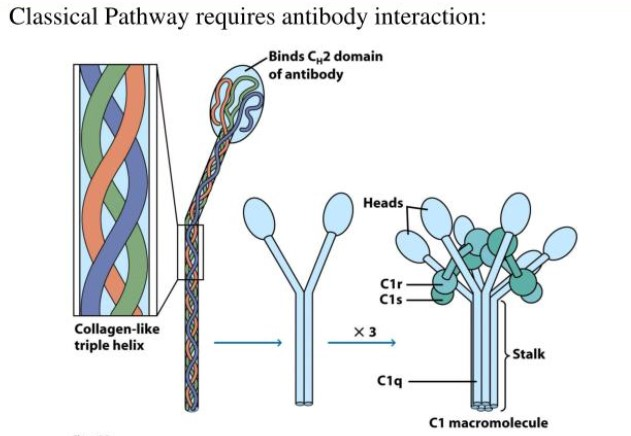 Classical Pathway requires antibody interaction:
Binds CH2 domain
of antibody
Heads
C1r
C1s
Collagen-like
triple helix
× 3
Stalk
C1q
C1 macromolecule